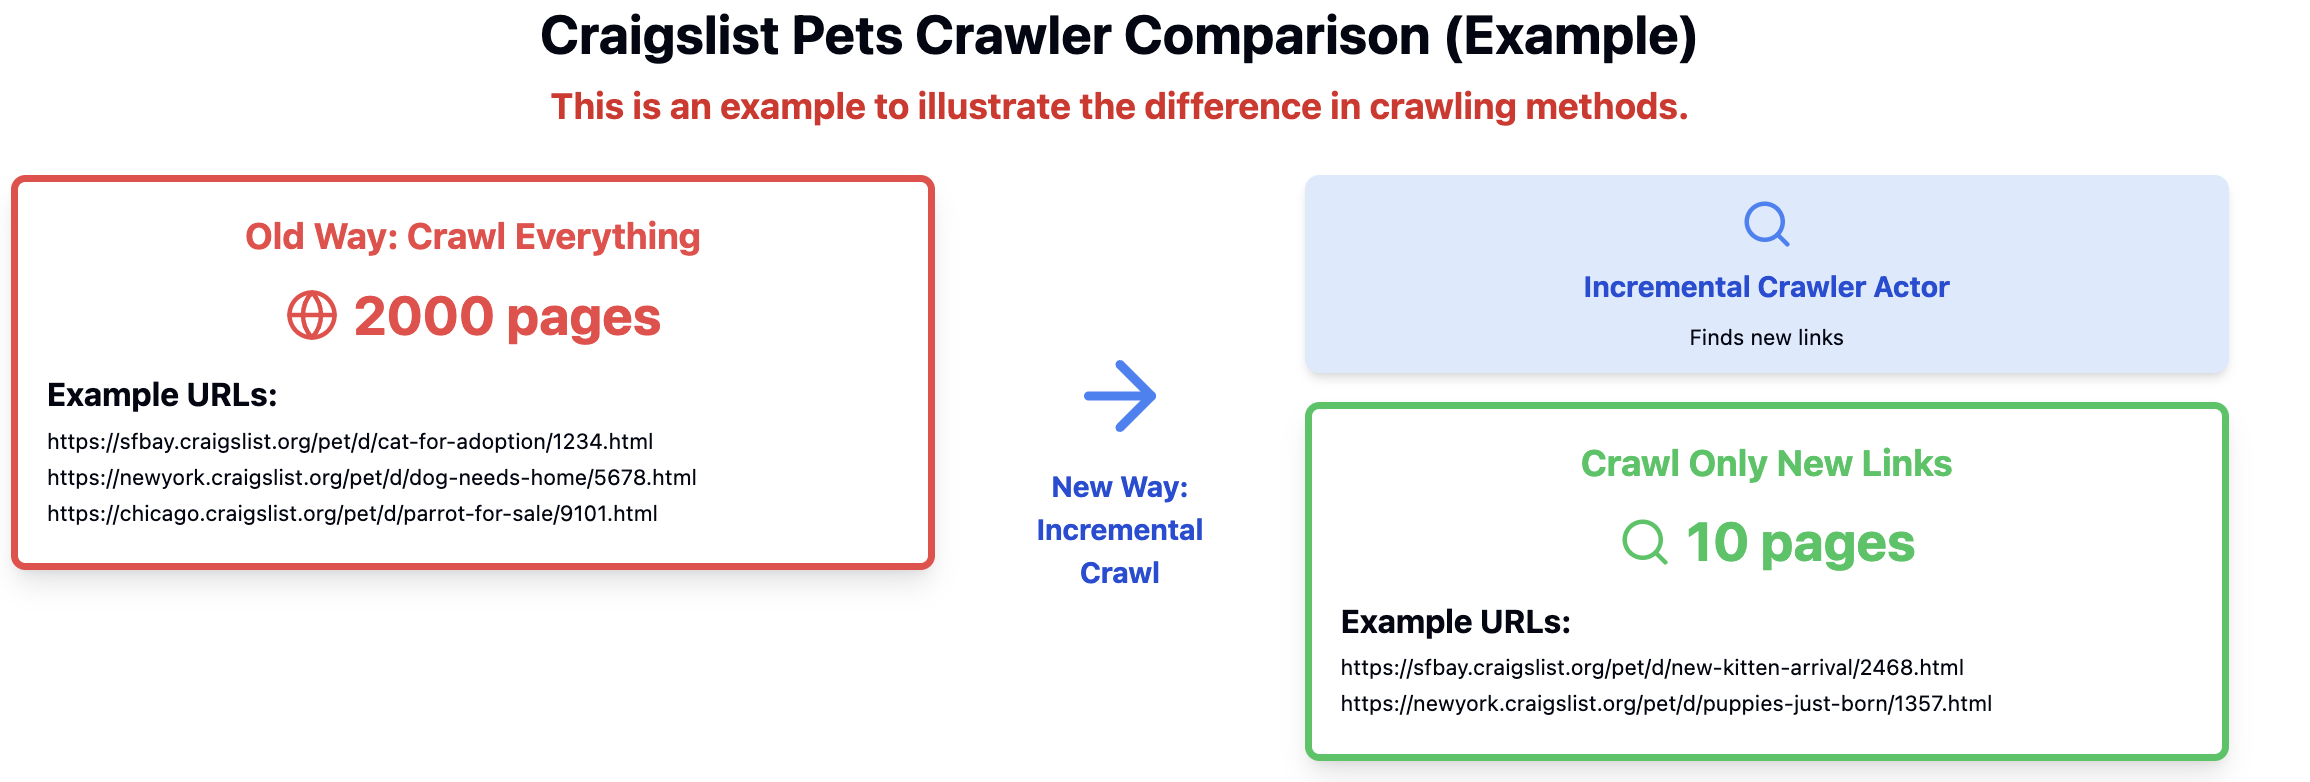 Craigslist Pets Crawler Comparison (Example)
This is an example to illustrate the difference in crawling methods.
Old Way: Crawl Everything
2000 pages
Example URLs:
https://sfbay.craigslist.org/pet/d/cat-for-adoption/1234.html
https://newyork.craigslist.org/pet/d/dog-needs-home/5678.html
https://chicago.craigslist.org/pet/d/parrot-for-sale/9101.html
New Way:
Incremental
Crawl
Incremental Crawler Actor
Finds new links
Crawl Only New Links
10 pages
Example URLs:
https://sfbay.craigslist.org/pet/d/new-kitten-arrival/2468.html
https://newyork.craigslist.org/pet/d/puppies-just-born/1357.html